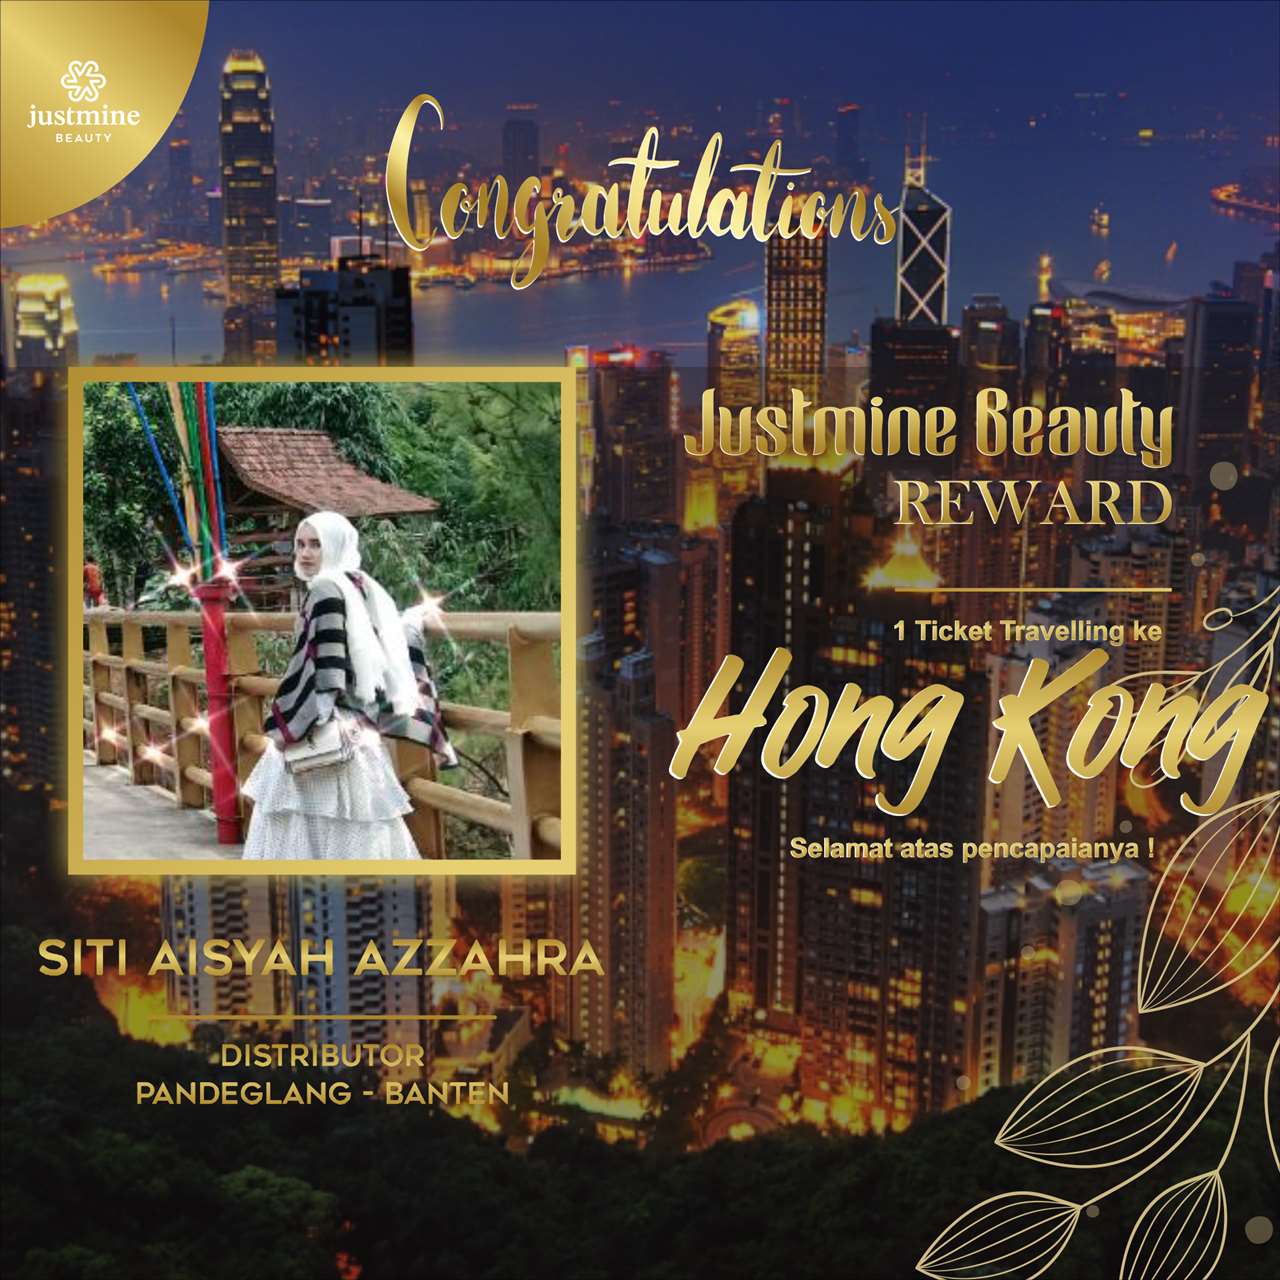 justmine
BEAUTY
Congratulations
Justmine Beauty
REWARD
1 Ticket Travelling ke
Hong Kong
Selamat atas pencapaianya !
SITI AISYAH AZZAHRA
DISTRIBUTOR
PANDEGLANG - BANTEN